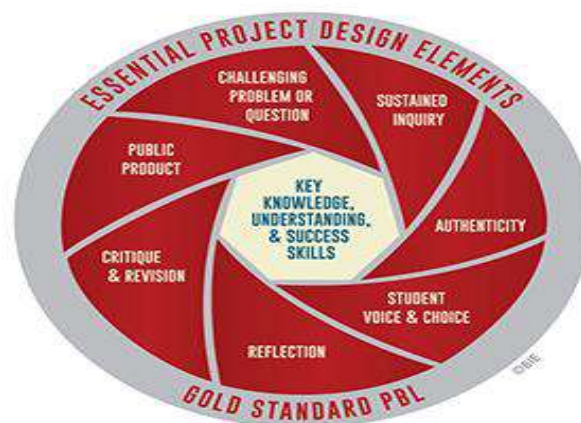 ESSENTIAL PROJECT DESIGN ELEMENTS
CHALLENGING
PROBLEM OR
QUESTION
SUSTAINED
INQUIRY
AUTHENTICITY
STUDENT
VOICE & CHOICE
REFLECTION
CRITIQUE
& REVISION
PUBLIC
PRODUCT
KEY
KNOWLEDGE,
UNDERSTANDING,
& SUCCESS
SKILLS
GOLD STANDARD PBL
©BIE